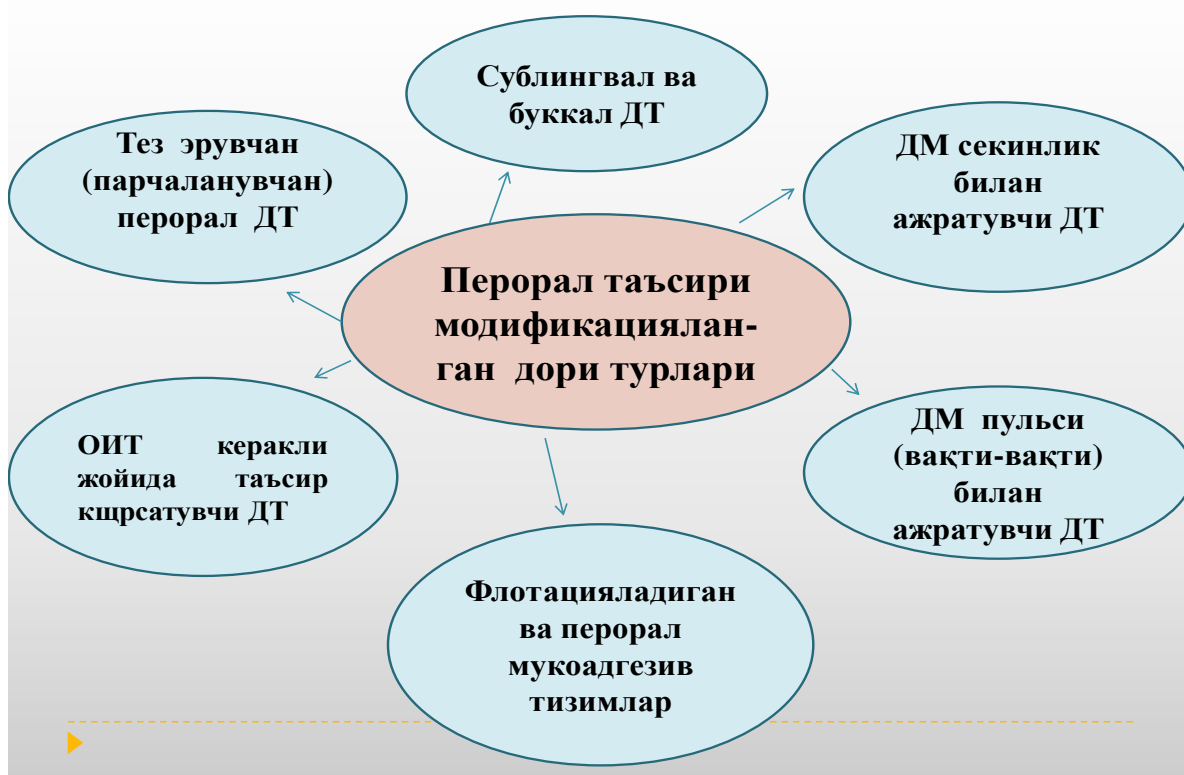 Сублингвал ва
буккал ДТ
Тез эрувчан
(парчаланувчан)
перорал ДТ
ДМ секинлик
билан
ажратувчи ДТ
Перорал таъсири
модификациялан-
ган дори турлари
ОИТ керакли
жойида таъсир
кщрсатувчи ДТ
ДМ пульси
(вақти-вақти)
билан
ажратувчи ДТ
Флотацияладиган
ва перорал
мукоадгезив
тизимлар